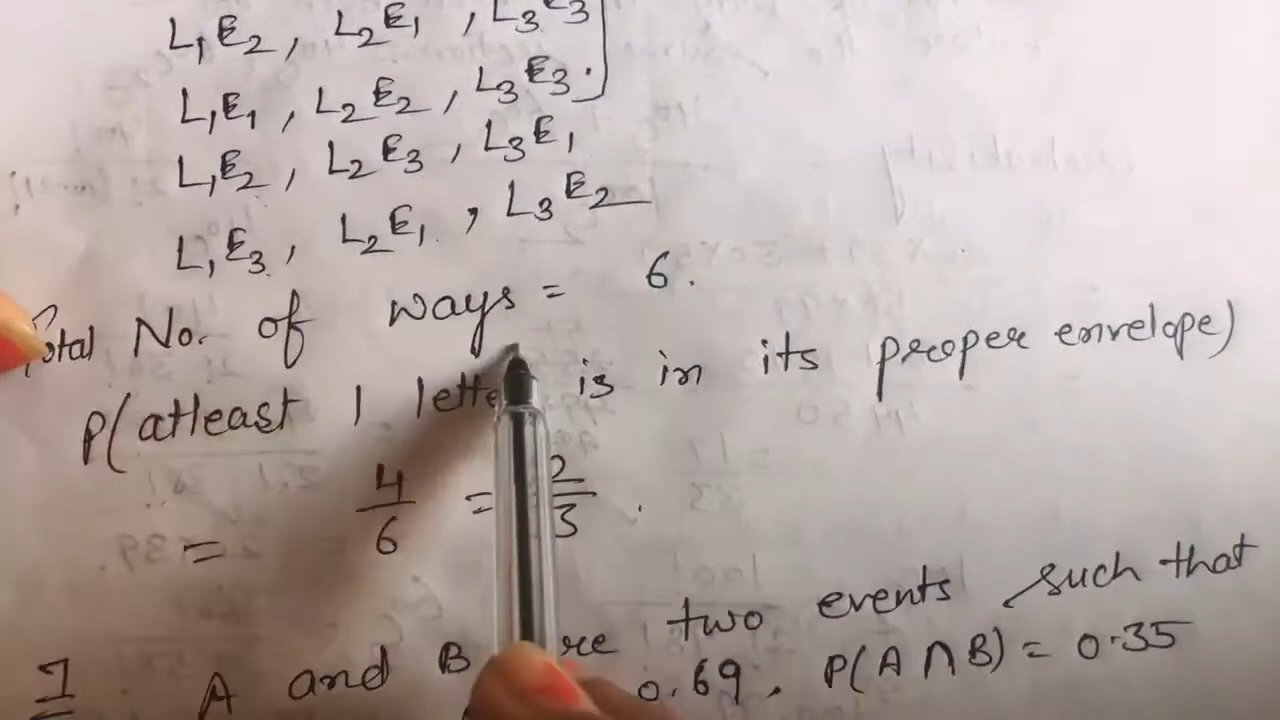 L₁E₂, L₂E₁, L₃E₃
L₁E₁, L₂E₂, L₃E₃.
L₁E₂, L₂E₃, L₃E₁
L₁E₃, L₂E₁, L₃E₂
Total No. of ways = 6.
P(atleast 1 lette is in its proper envelope)
= 4/6 = 2/3.
7 A and B two events such that
0.69, P(A ∩ B) = 0.35